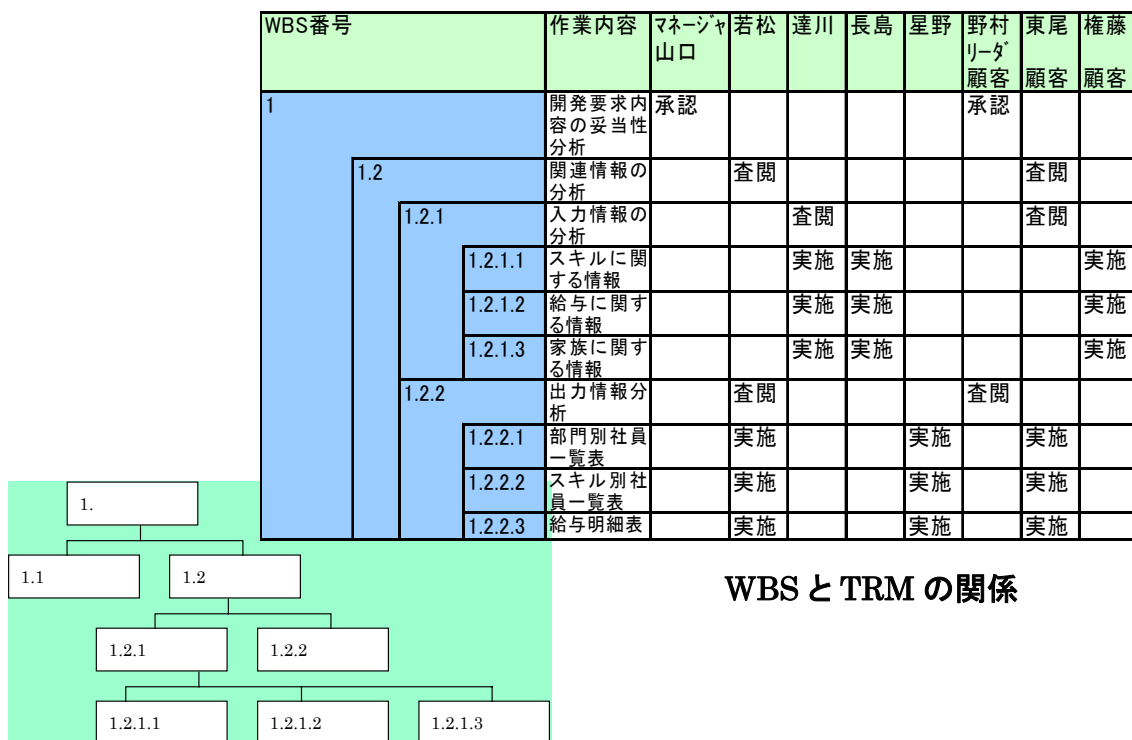 WBS番号 作業内容 マネージャ 若松 達川 長島 星野 野村 東尾 権藤
山口 リーダ
顧客 顧客 顧客
1 開発要求内 承認 承認
容の妥当性
分析
1.2 関連情報の 査閲 査閲
分析
1.2.1 入力情報の 査閲 査閲
分析
1.2.1.1 スキルに関 実施 実施 実施
する情報
1.2.1.2 給与に関す 実施 実施 実施
る情報
1.2.1.3 家族に関す 実施 実施 実施
る情報
1.2.2 出力情報分 査閲 査閲
析
1.2.2.1 部門別社員 実施 実施 実施
一覧表
1.2.2.2 スキル別社 実施 実施 実施
員一覧表
1.2.2.3 給与明細表 実施 実施 実施
1.
1.1 1.2
1.2.1 1.2.2
1.2.1.1 1.2.1.2 1.2.1.3
WBS と TRM の関係